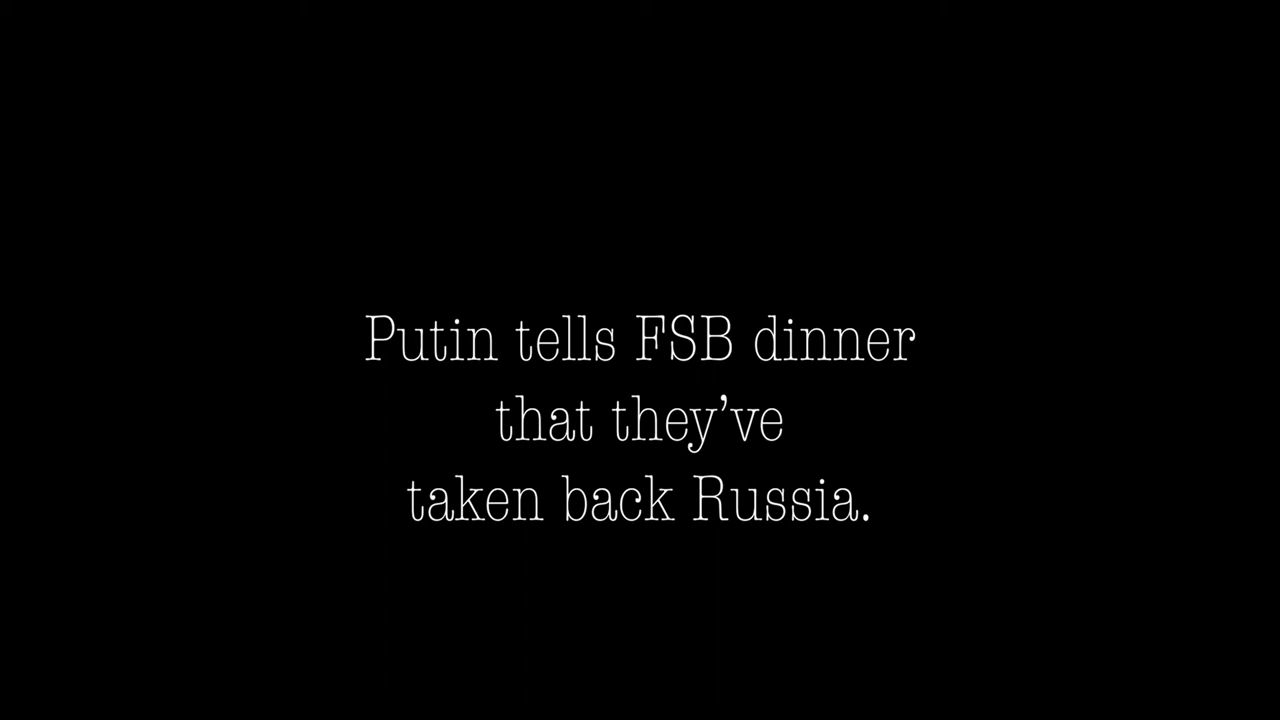 Putin tells FSB dinner
that they’ve
taken back Russia.